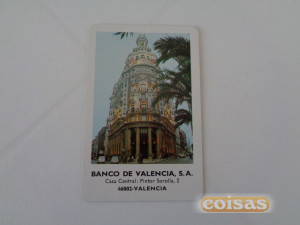 BANCO DE VALENCIA, S.A.
Casa Central: Pintor Sorolla, 2
46002-VALENCIA
coisas